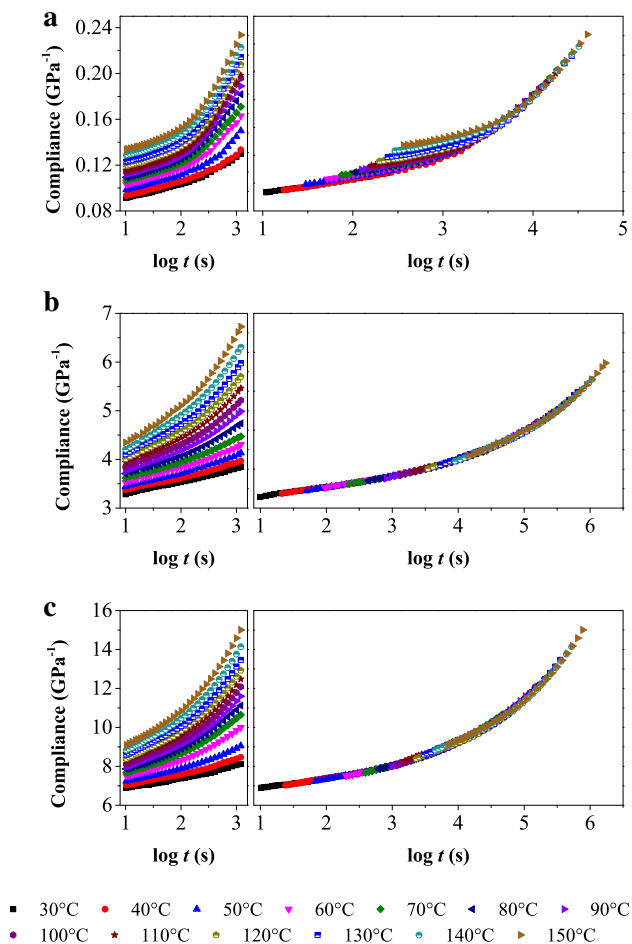 a
0.24
0.20
0.16
0.12
0.08
Compliance (GPa⁻¹)
1 2 3
1 2 3 4 5
log t (s)
log t (s)
b
7
6
5
4
3
Compliance (GPa⁻¹)
1 2 3
1 2 3 4 5 6
log t (s)
log t (s)
c
16
14
12
10
8
6
Compliance (GPa⁻¹)
1 2 3
1 2 3 4 5 6
log t (s)
log t (s)
30°C 40°C 50°C 60°C 70°C 80°C 90°C
100°C 110°C 120°C 130°C 140°C 150°C